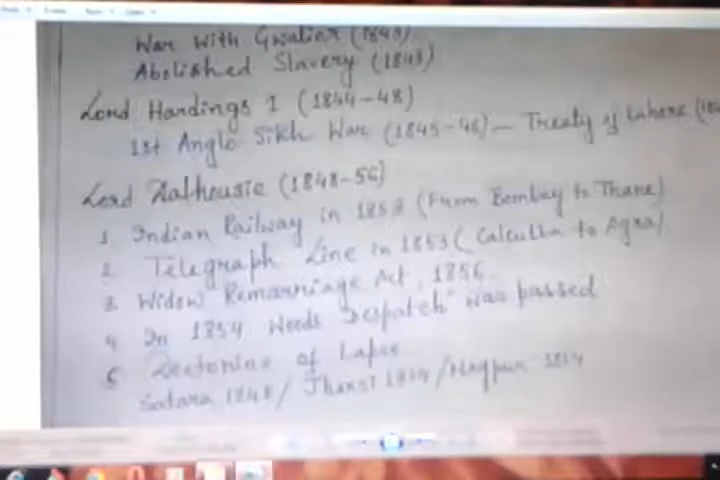 War with Gwalior (1843)
Abolished Slavery (1843)
Lord Hardings I (1844-48)
1st Anglo Sikh War (1845-46) - Treaty of Lahore
Lord Dalhousie (1848-56)
1 Indian Railway in 1853 (From Bombay to Thane)
2 Telegraph Line in 1853 (Calcutta to Agra)
3 Widow Remarriage Act, 1856
4 In 1854 Woods Despatch" was passed
5 Doctorine of Lapse
Satara 1848/ Jhansi 1854/ Nagpur 1854